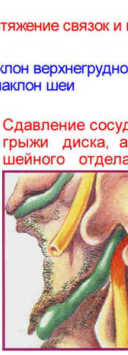 тяжение связок и
клон верхнегрудно
наклон шеи
Сдавление сосуд
грыжи диска, а
шейного отдела